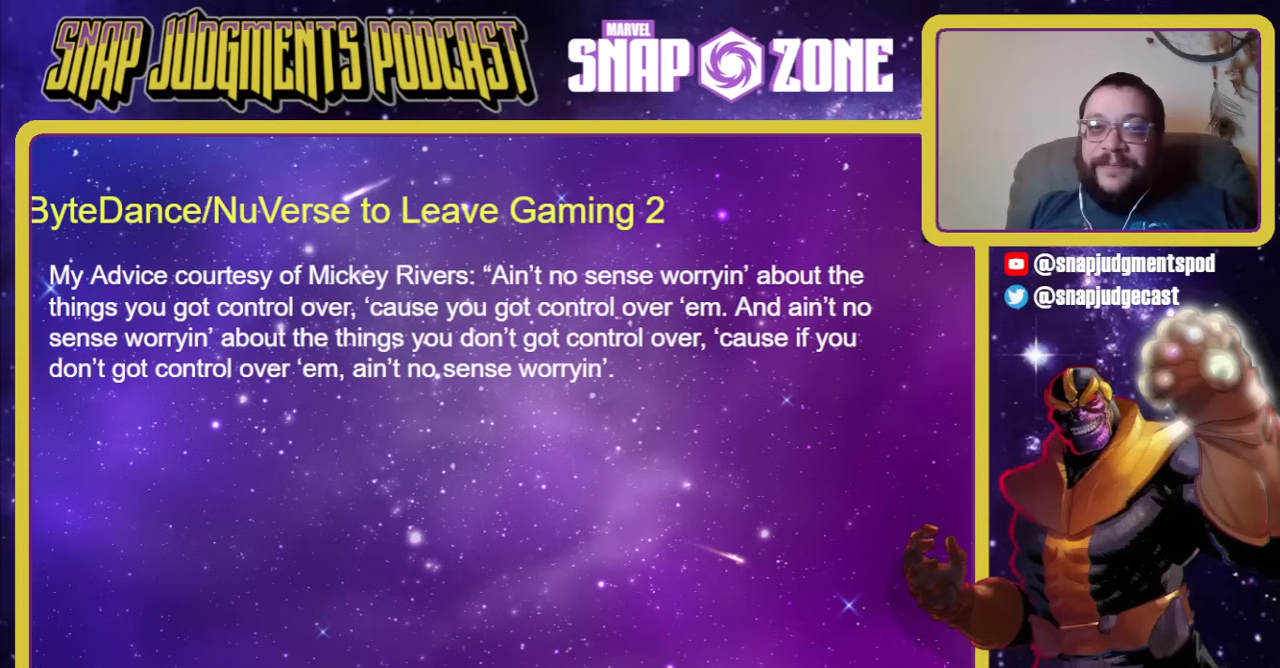 SNAP JUDGMENTS PODCAST
MARVEL
SNAP ZONE
ByteDance/NuVerse to Leave Gaming 2
My Advice courtesy of Mickey Rivers: “Ain’t no sense worryin’ about the
things you got control over, ‘cause you got control over ‘em. And ain’t no
sense worryin’ about the things you don’t got control over, ‘cause if you
don’t got control over ‘em, ain’t no sense worryin’.
@snapjudgmentspod
@snapjudgecast